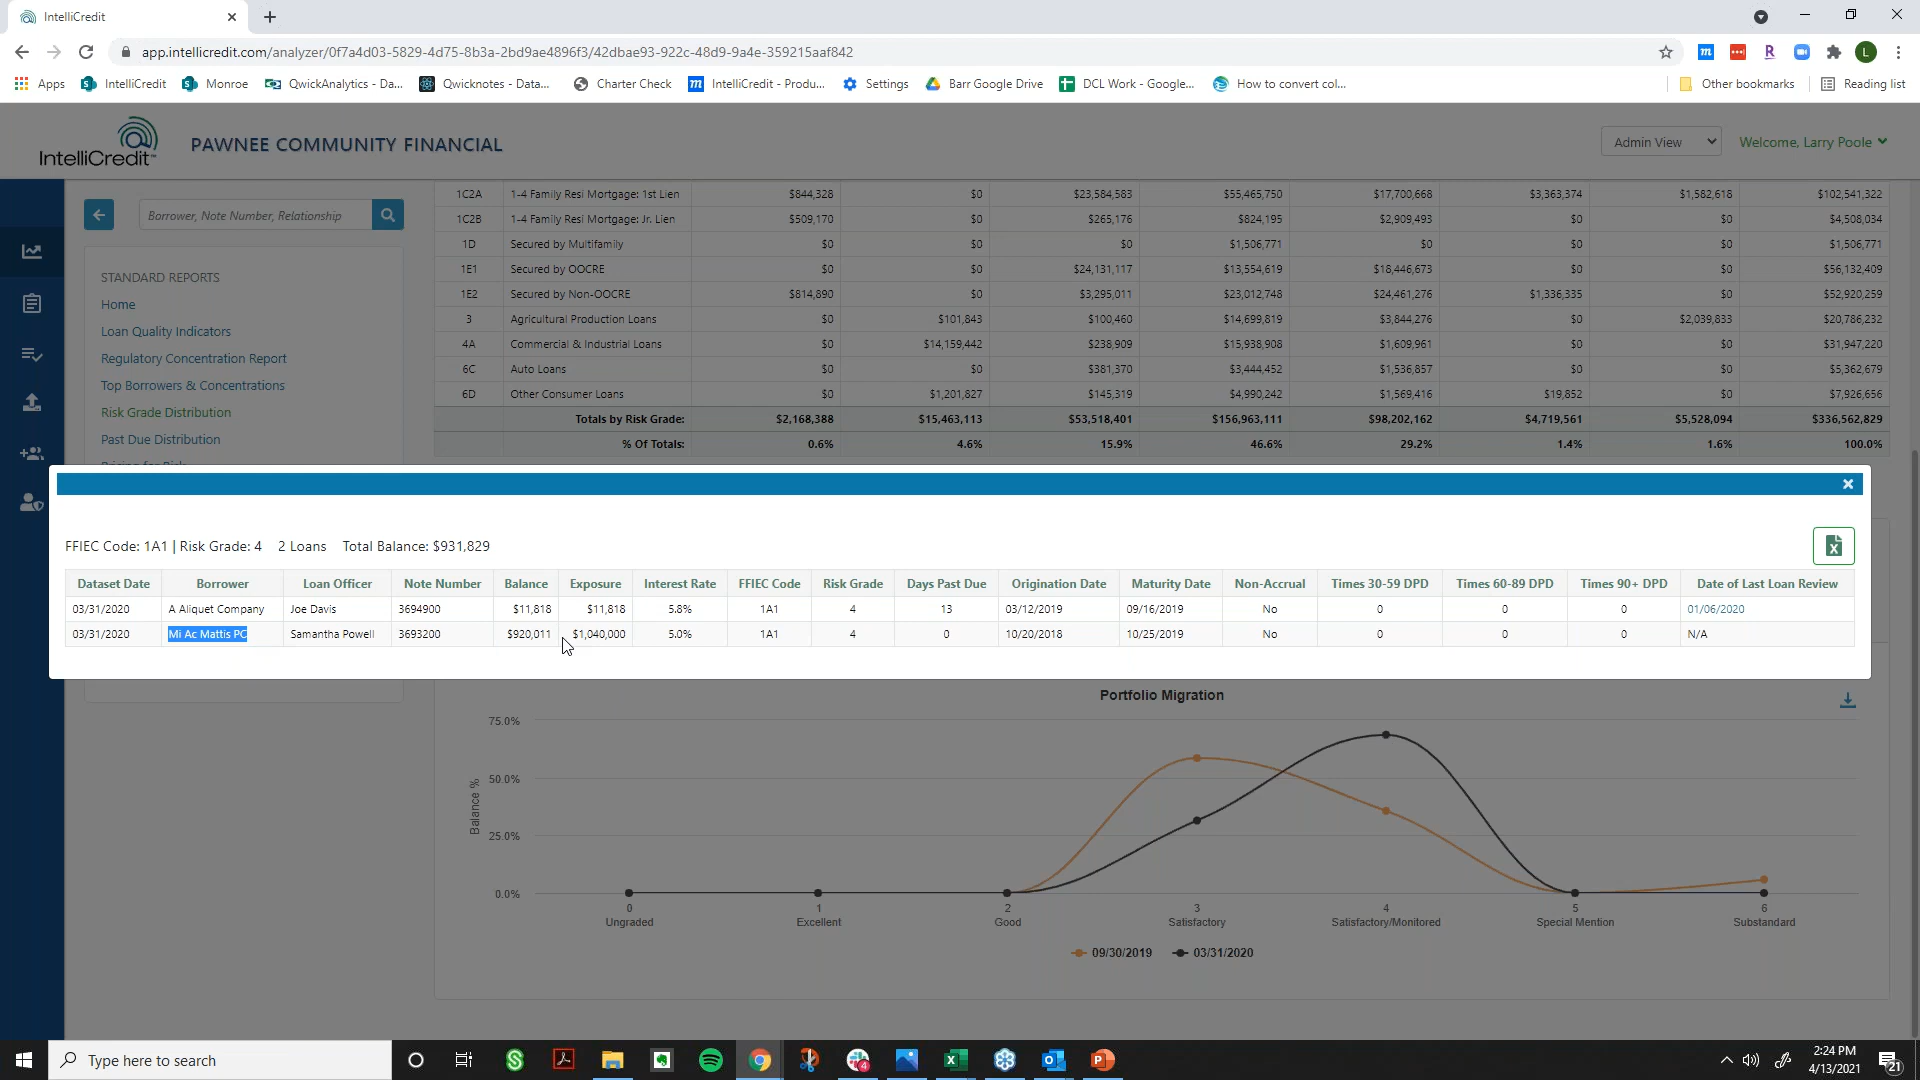 IntelliCredit
app.intellicredit.com/analyzer/0f7a4d03-5829-4d75-8b3a-2bd9ae4896f3/42dbae93-922c-48d9-9a4e-359215aaf842
Apps IntelliCredit Monroe QwickAnalytics - Da... Qwicknotes - Data... Charter Check IntelliCredit - Produ... Settings Barr Google Drive DCL Work - Google... How to convert col... Other bookmarks Reading list
IntelliCredit PAWNEE COMMUNITY FINANCIAL Admin View Welcome, Larry Poole
Borrower, Note Number, Relationship
STANDARD REPORTS
Home
Loan Quality Indicators
Regulatory Concentration Report
Top Borrowers & Concentrations
Risk Grade Distribution
Past Due Distribution
1C2A 1-4 Family Resi Mortgage: 1st Lien $844,328 $0 $23,584,583 $55,465,750 $17,700,668 $3,363,374 $1,582,618 $102,541,322
1C2B 1-4 Family Resi Mortgage: Jr. Lien $509,170 $0 $265,176 $824,195 $2,909,493 $0 $0 $4,508,034
1D Secured by Multifamily $0 $0 $0 $1,506,771 $0 $0 $0 $1,506,771
1E1 Secured by OOCRE $0 $0 $24,131,117 $13,554,619 $18,446,673 $0 $0 $56,132,409
1E2 Secured by Non-OOCRE $814,890 $0 $3,295,011 $23,012,748 $24,461,276 $1,336,335 $0 $52,920,259
3 Agricultural Production Loans $0 $101,843 $100,460 $14,699,819 $3,844,276 $0 $2,039,833 $20,786,232
4A Commercial & Industrial Loans $0 $14,159,442 $238,909 $15,938,908 $1,609,961 $0 $0 $31,947,220
6C Auto Loans $0 $0 $381,370 $3,444,452 $1,536,857 $0 $0 $5,362,679
6D Other Consumer Loans $0 $1,201,827 $145,319 $4,990,242 $1,569,416 $19,852 $0 $7,926,656
Totals by Risk Grade: $2,168,388 $15,463,113 $53,518,401 $156,963,111 $98,202,162 $4,719,561 $5,528,094 $336,562,829
% Of Totals: 0.6% 4.6% 15.9% 46.6% 29.2% 1.4% 1.6% 100.0%
FFIEC Code: 1A1 | Risk Grade: 4 2 Loans Total Balance: $931,829
Dataset Date Borrower Loan Officer Note Number Balance Exposure Interest Rate FFIEC Code Risk Grade Days Past Due Origination Date Maturity Date Non-Accrual Times 30-59 DPD Times 60-89 DPD Times 90+ DPD Date of Last Loan Review
03/31/2020 A Aliquet Company Joe Davis 3694900 $11,818 $11,818 5.8% 1A1 4 13 03/12/2019 09/16/2019 No 0 0 0 01/06/2020
03/31/2020 Mi Ac Mattis PC Samantha Powell 3693200 $920,011 $1,040,000 5.0% 1A1 4 0 10/20/2018 10/25/2019 No 0 0 0 N/A
Portfolio Migration
Balance %
75.0%
50.0%
25.0%
0.0%
0 1 2 3 4 5 6
Ungraded Excellent Good Satisfactory Satisfactory/Monitored Special Mention Substandard
09/30/2019 03/31/2020
Type here to search
4
2:24 PM
4/13/2021
21